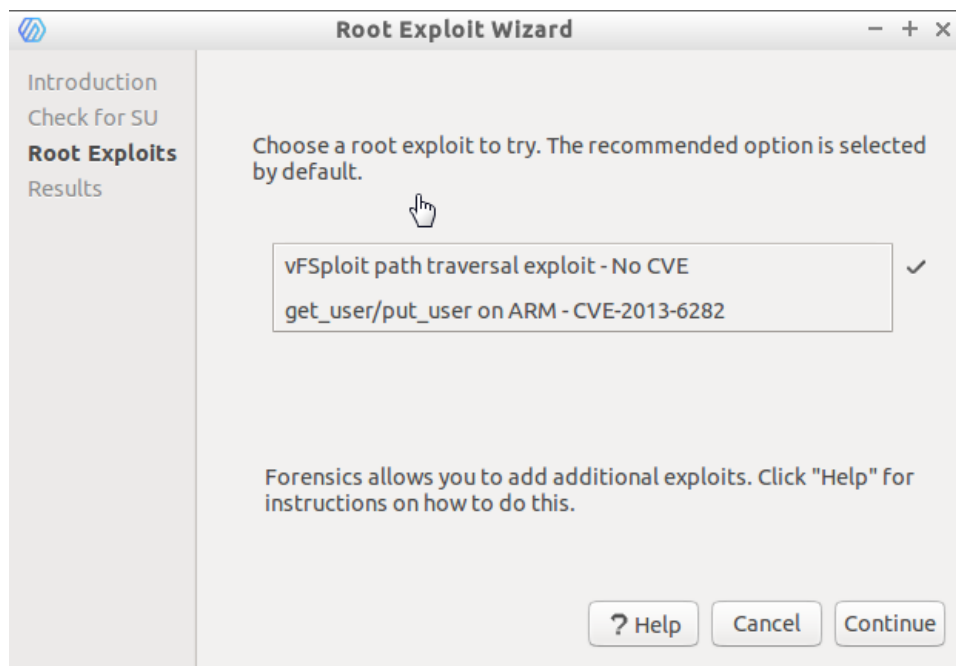 Root Exploit Wizard
Introduction
Check for SU
Root Exploits
Results
Choose a root exploit to try. The recommended option is selected
by default.
vFSploit path traversal exploit - No CVE
get_user/put_user on ARM - CVE-2013-6282
Forensics allows you to add additional exploits. Click "Help" for
instructions on how to do this.
? Help
Cancel
Continue